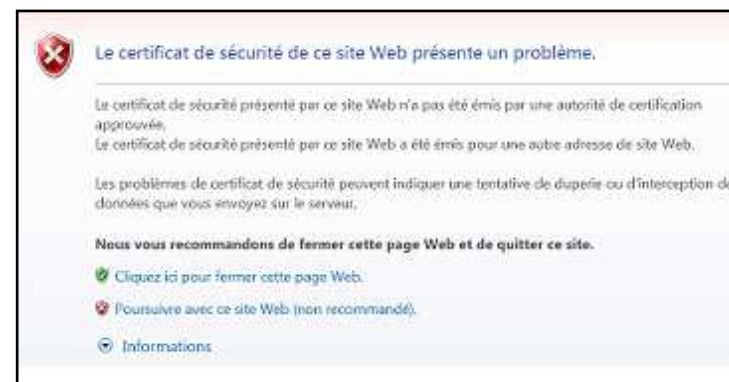 Le certificat de sécurité de ce site Web présente un problème.
Le certificat de sécurité présenté par ce site Web n'a pas été émis par une autorité de certification
approuvée.
Le certificat de sécurité présenté par ce site Web a été émis pour une autre adresse de site Web.
Les problèmes de certificat de sécurité peuvent indiquer une tentative de duperie ou d'interception de
données que vous envoyez sur le serveur.
Nous vous recommandons de fermer cette page Web et de quitter ce site.
Cliquez ici pour fermer cette page Web.
Poursuivre avec ce site Web (non recommandé).
Informations